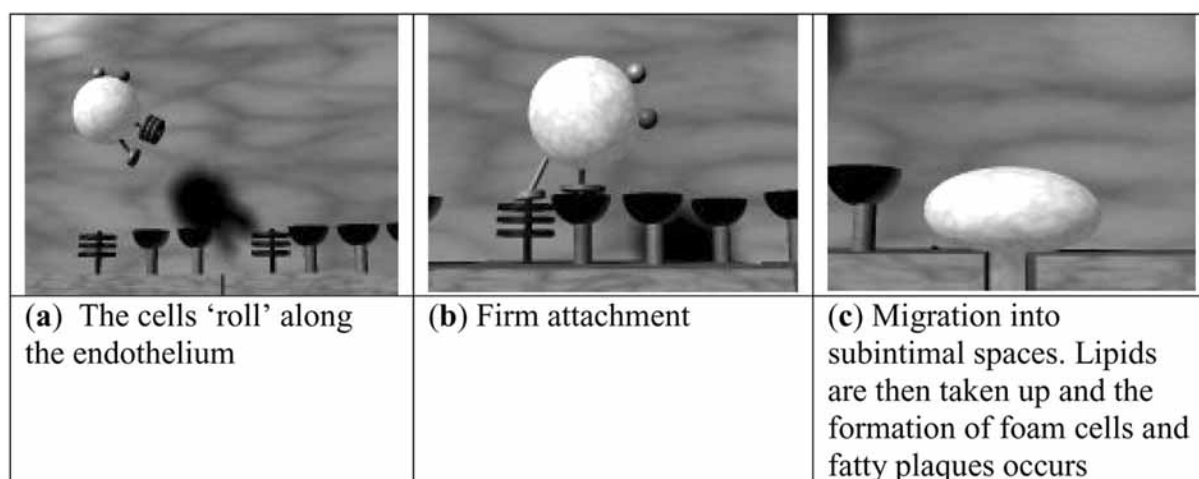 (a) The cells ‘roll’ along
the endothelium
(b) Firm attachment
(c) Migration into
subintimal spaces. Lipids
are then taken up and the
formation of foam cells and
fatty plaques occurs